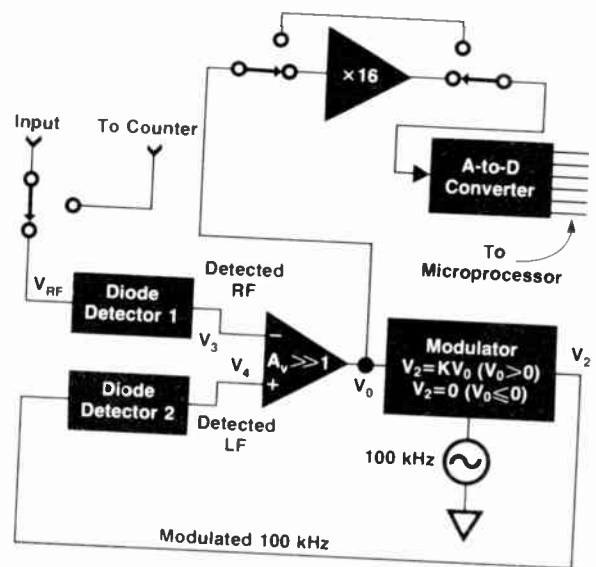 ×16
Input
To Counter
A-to-D
Converter
To
Microprocessor
V_RF
Diode
Detector 1
Detected
RF
V_3
V_4
−
A_v >>1
+
V_0
Modulator
V_2=KV_0 (V_0>0)
V_2=0 (V_0≤0)
V_2
Diode
Detector 2
Detected
LF
100 kHz
Modulated 100 kHz